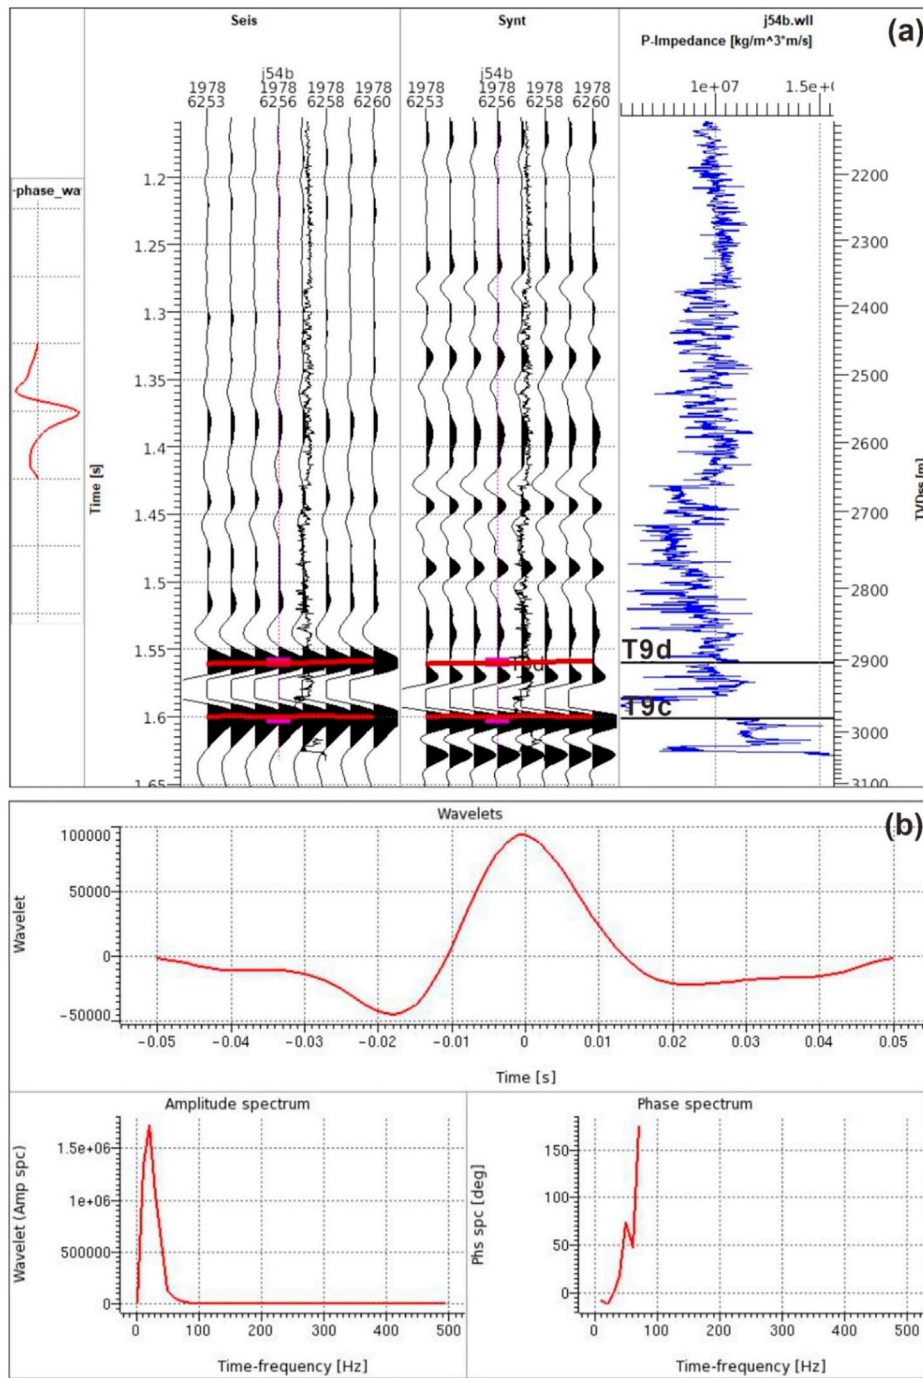 Seis
Synt
j54b.wll
P-Impedance [kg/m^3*m/s]
(a)
j54b
1978 1978 1978 1978
6253 6256 6258 6260
j54b
1978 1978 1978 1978
6253 6256 6258 6260
1e+07 1.5e+0
-phase_wa
Time [s]
1.2
1.25
1.3
1.35
1.4
1.45
1.5
1.55
1.6
1.65
T9d
T9c
2200
2300
2400
2500
2600
2700
2800
2900
3000
3100
TVDss [m]
Wavelets
(b)
Wavelet
100000
50000
0
−50000
−0.05 −0.04 −0.03 −0.02 −0.01 0 0.01 0.02 0.03 0.04 0.05
Time [s]
Amplitude spectrum
Wavelet (Amp spc)
1.5e+06
1e+06
500000
0
0 100 200 300 400 500
Time-frequency [Hz]
Phase spectrum
Phs spc [deg]
150
100
50
0
0 100 200 300 400 500
Time-frequency [Hz]